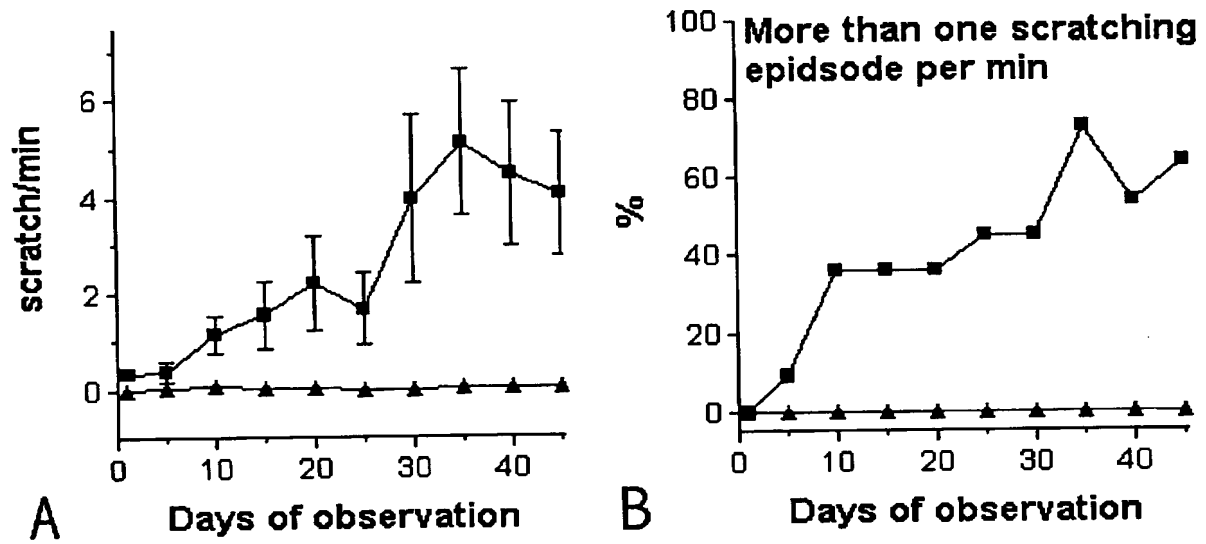 scratch/min
6
4
2
0
0 10 20 30 40
Days of observation
A
More than one scratching
epidsode per min
%
100
80
60
40
20
0
0 10 20 30 40
Days of observation
B